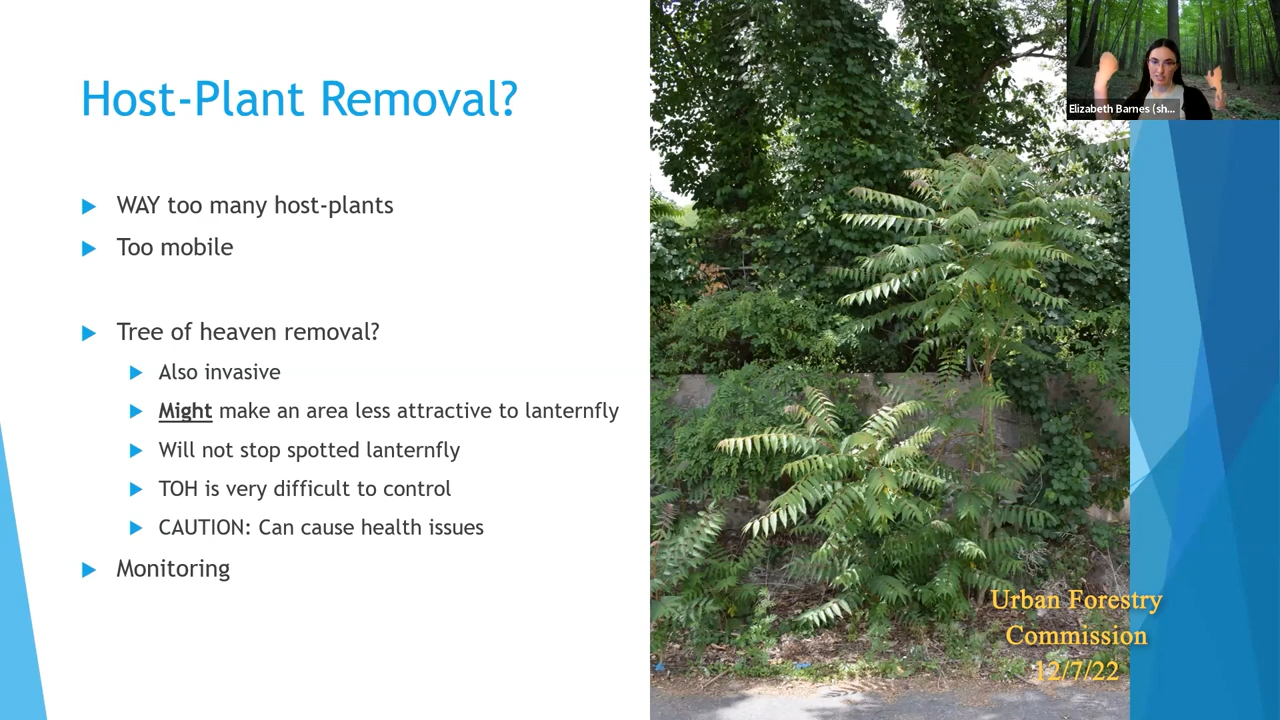 Host-Plant Removal?
WAY too many host-plants
Too mobile
Tree of heaven removal?
Also invasive
Might make an area less attractive to lanternfly
Will not stop spotted lanternfly
TOH is very difficult to control
CAUTION: Can cause health issues
Monitoring
Elizabeth Barnes (sh...
Urban Forestry
Commission
12/7/22